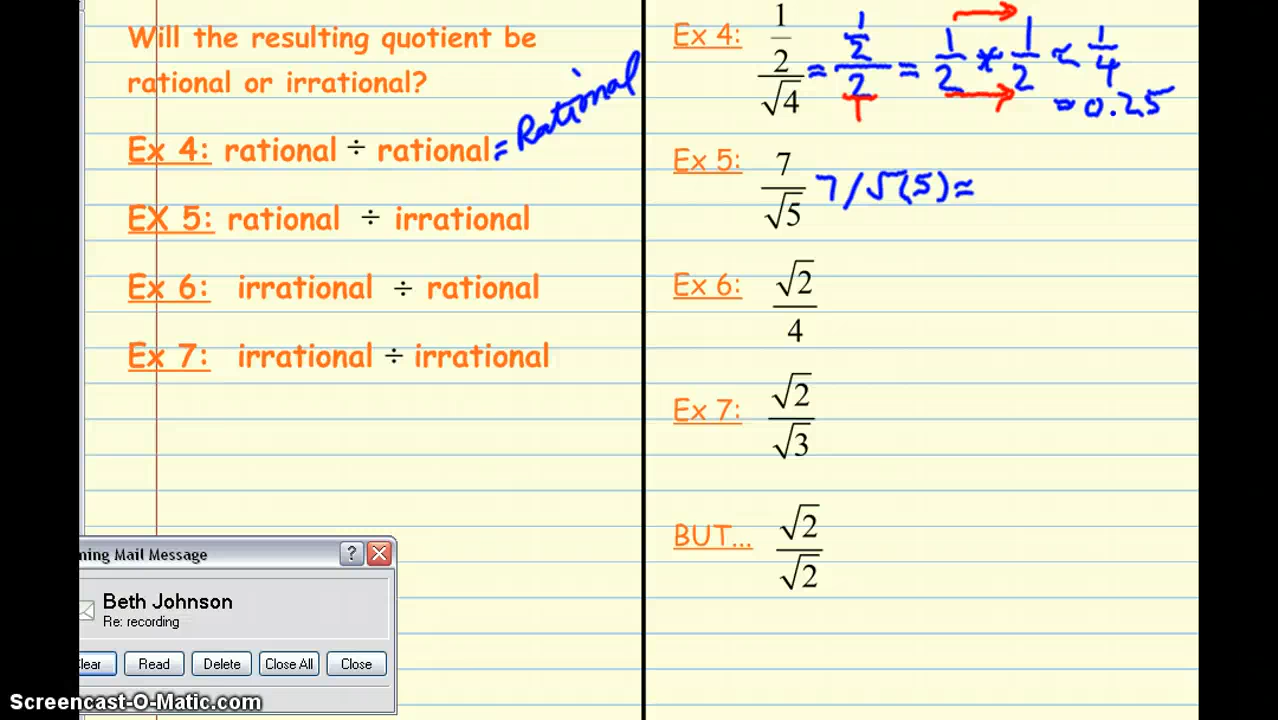 Will the resulting quotient be
rational or irrational?
Ex 4: rational ÷ rational = Rational
EX 5: rational ÷ irrational
Ex 6: irrational ÷ rational
Ex 7: irrational ÷ irrational
Ex 4: 1/2 / √4 = 1/2 / 2 = 1/2 * 1/2 = 1/4
= 0.25
1
Ex 5: 7/√5 7/√(5)≈
Ex 6: √2/4
Ex 7: √2/√3
BUT... √2/√2
ning Mail Message ?
Beth Johnson
Re: recording
lear Read Delete Close All Close
Screencast-O-Matic.com